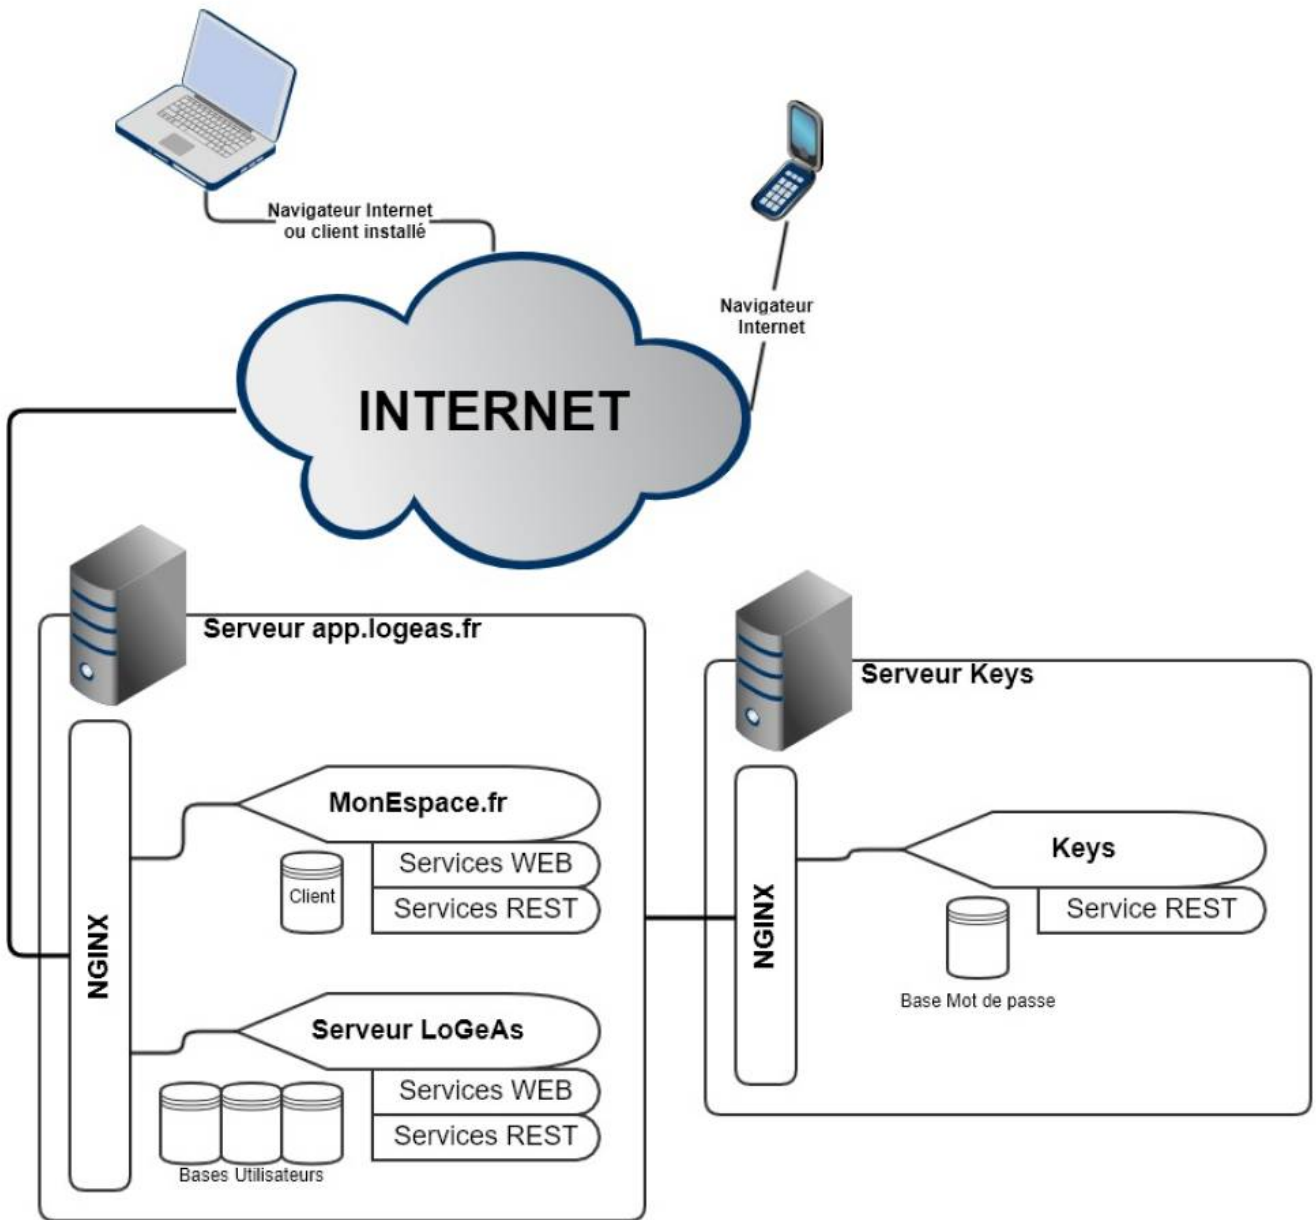 Navigateur Internet
ou client installé
Navigateur
Internet
INTERNET
Serveur app.logeas.fr
Serveur Keys
NGINX
MonEspace.fr
Services WEB
Services REST
Client
Serveur LoGeAs
Services WEB
Services REST
Bases Utilisateurs
NGINX
Keys
Service REST
Base Mot de passe